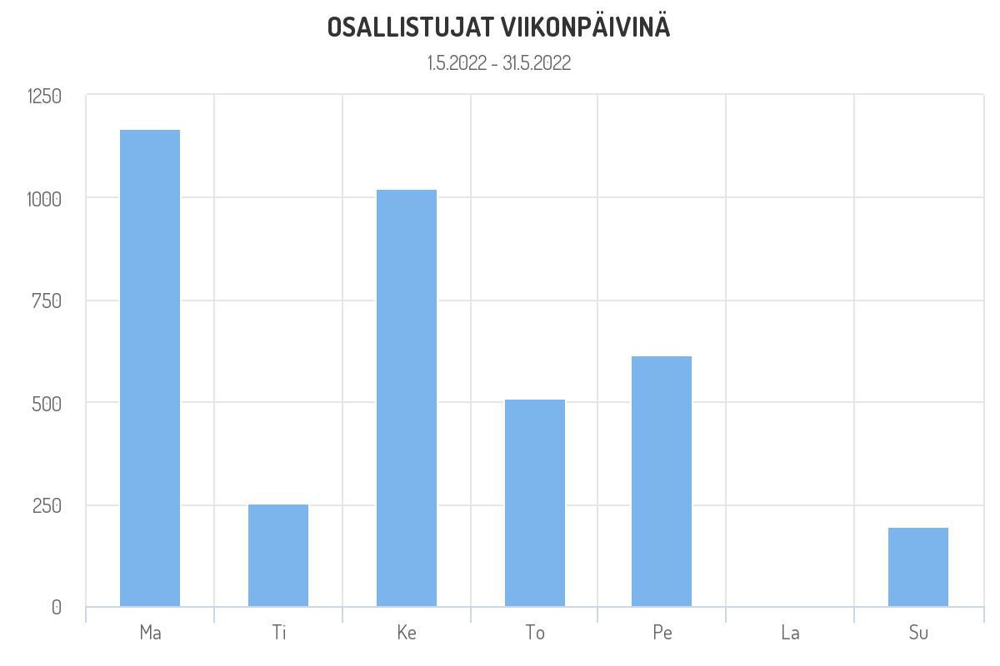 OSALLISTUJAT VIIKONPÄIVINÄ
1.5.2022 - 31.5.2022
1250
1000
750
500
250
0
Ma Ti Ke To Pe La Su